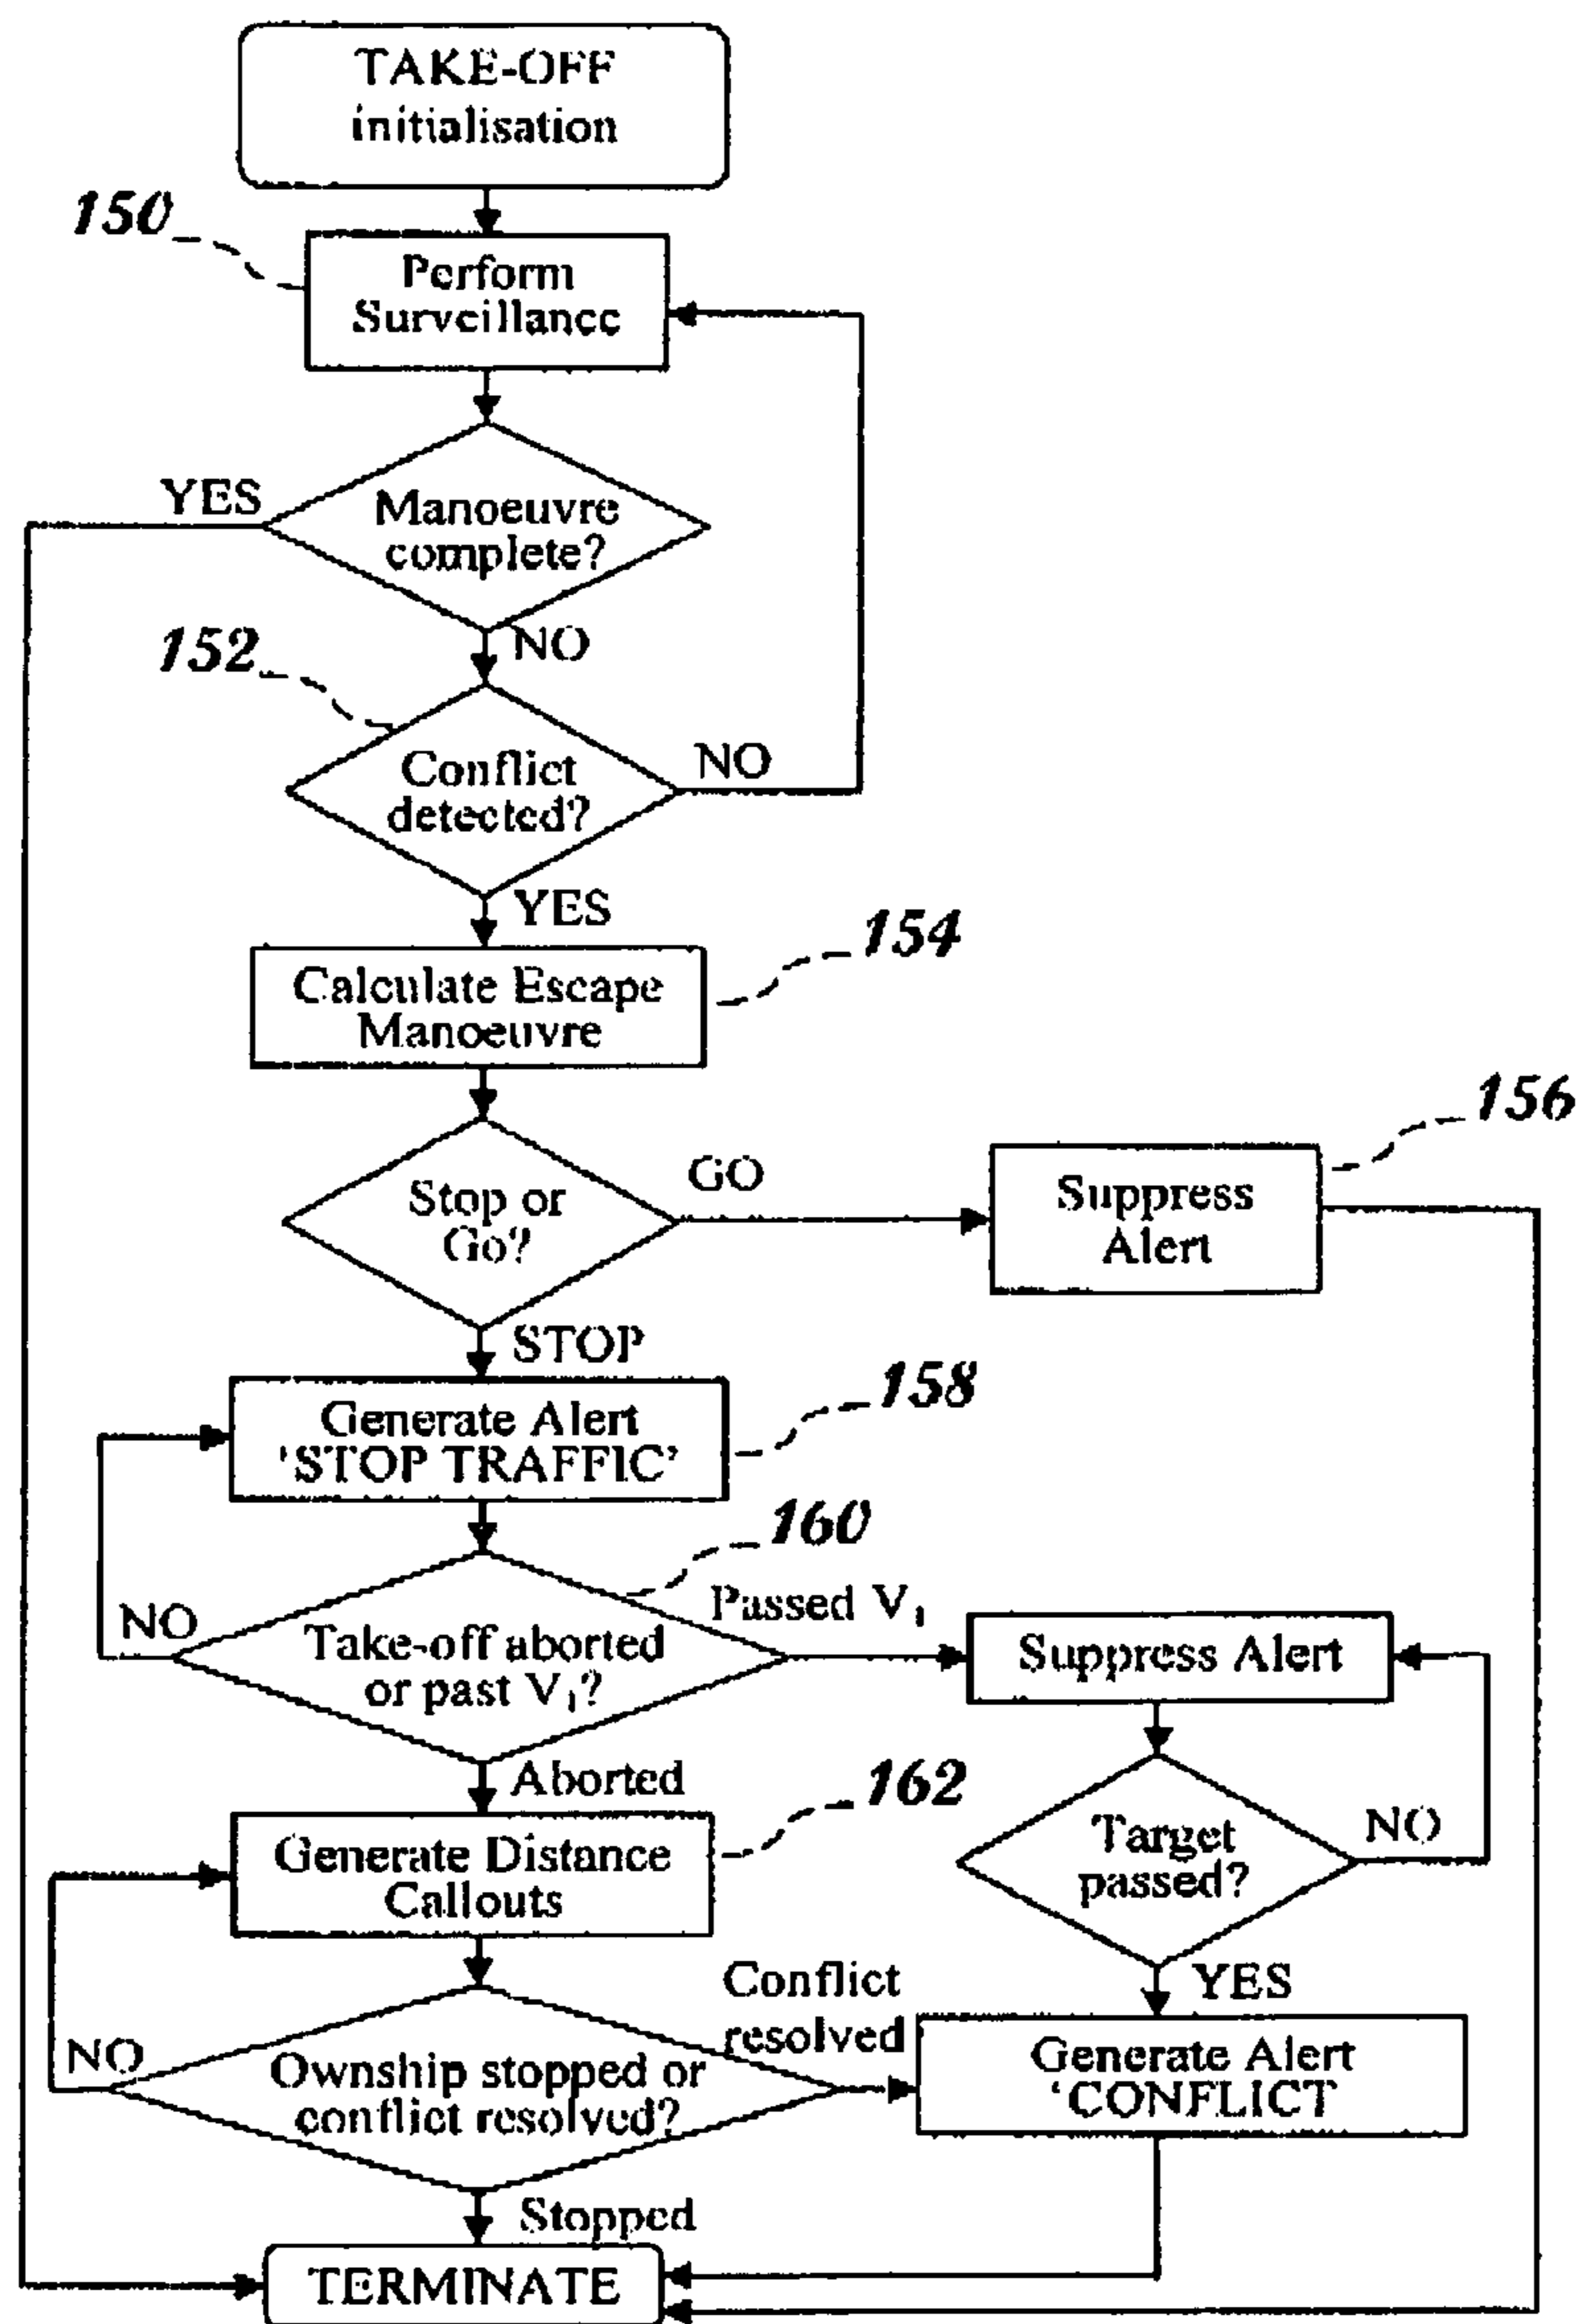 TAKE-OFF
initialisation
150
Perform
Surveillance
YES
Manoeuvre
complete?
NO
152
Conflict
detected?
NO
YES
154
Calculate Escape
Manoeuvre
156
Stop or
Go?
GO
Suppress
Alert
STOP
158
Generate Alert
'STOP TRAFFIC'
160
NO
Take-off aborted
or past V₁?
Passed V₁
Suppress Alert
Aborted
162
Generate Distance
Callouts
Target
passed?
NO
YES
Conflict
resolved
NO
Ownship stopped or
conflict resolved?
Generate Alert
'CONFLICT
Stopped
TERMINATE